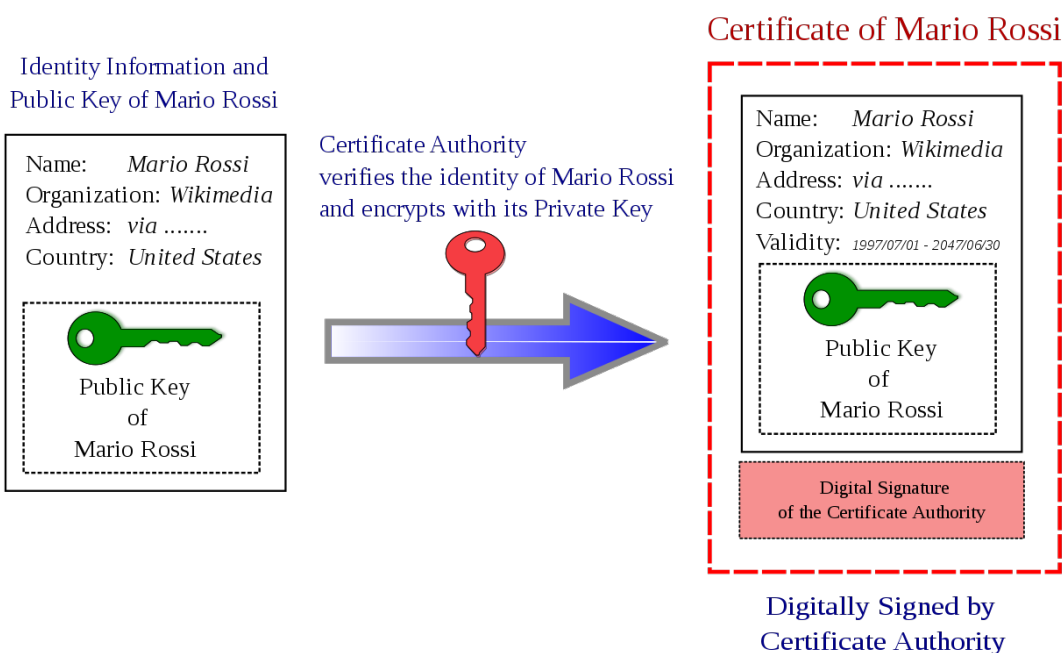 Identity Information and
Public Key of Mario Rossi
Name: Mario Rossi
Organization: Wikimedia
Address: via .......
Country: United States
Public Key
of
Mario Rossi
Certificate Authority
verifies the identity of Mario Rossi
and encrypts with its Private Key
Certificate of Mario Rossi
Name: Mario Rossi
Organization: Wikimedia
Address: via .......
Country: United States
Validity: 1997/07/01 - 2047/06/30
Public Key
of
Mario Rossi
Digital Signature
of the Certificate Authority
Digitally Signed by
Certificate Authority